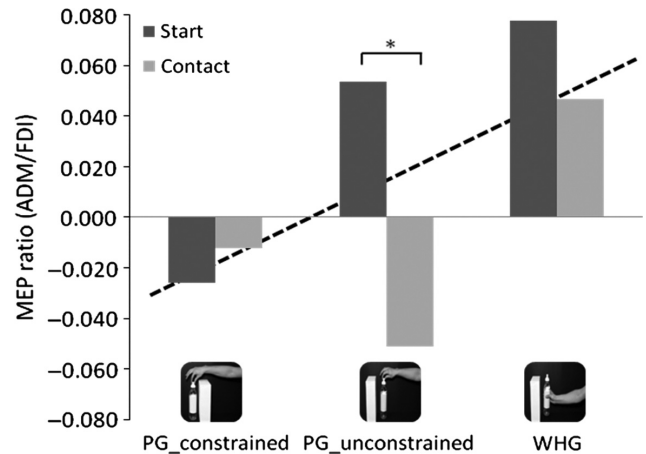 MEP ratio (ADM/FDI)
0.080
0.060
0.040
0.020
0.000
−0.020
−0.040
−0.060
−0.080
Start
Contact
*
PG_constrained
PG_unconstrained
WHG